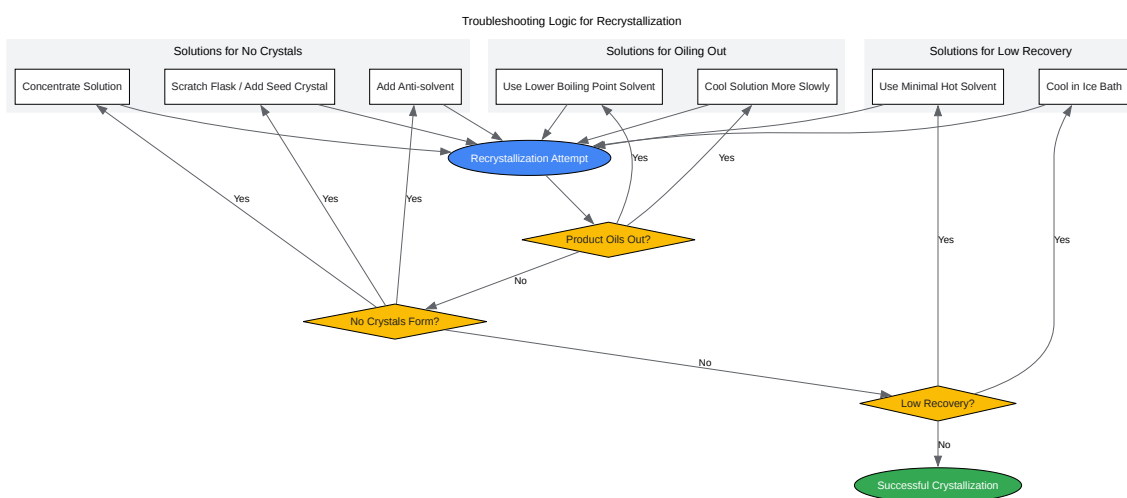 Troubleshooting Logic for Recrystallization
Solutions for No Crystals
Solutions for Oiling Out
Solutions for Low Recovery
Concentrate Solution
Scratch Flask / Add Seed Crystal
Add Anti-solvent
Use Lower Boiling Point Solvent
Cool Solution More Slowly
Use Minimal Hot Solvent
Cool in Ice Bath
Recrystallization Attempt
Yes
Yes
Yes
Yes
Yes
Product Oils Out?
Yes
Yes
No
No Crystals Form?
No
Low Recovery?
No
Successful Crystallization